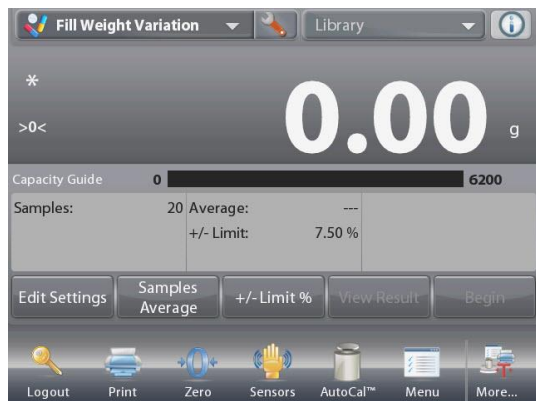 Fill Weight Variation
Library
*
>0<
0.00 g
Capacity Guide 0 6200
Samples: 20 Average: ---
+/- Limit: 7.50 %
Edit Settings
Samples
Average
+/- Limit %
View Result
Begin
Logout Print Zero Sensors AutoCal™ Menu More...